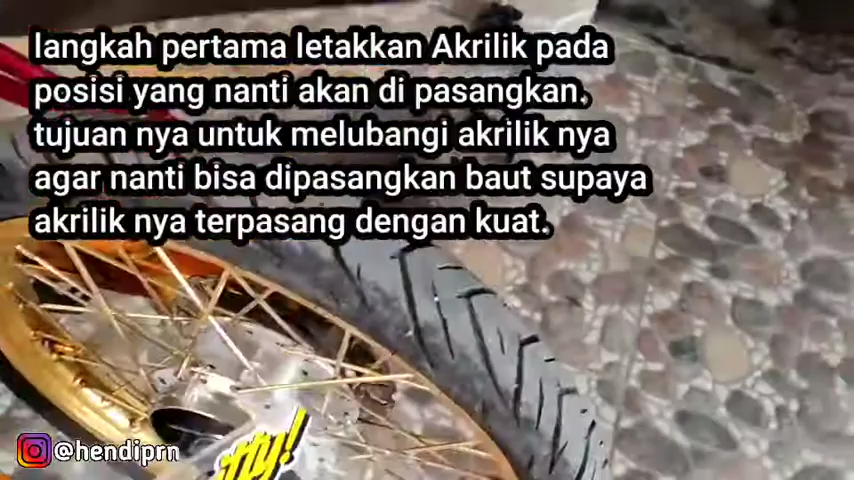 langkah pertama letakkan Akrilik pada
posisi yang nanti akan di pasangkan.
tujuan nya untuk melubangi akrilik nya
agar nanti bisa dipasangkan baut supaya
akrilik nya terpasang dengan kuat.
@hendiprn